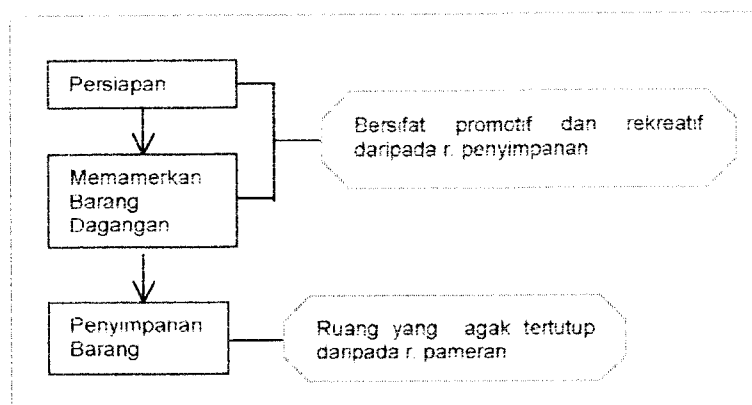 Persiapan
Bersifat promotif dan rekreatif
daripada r. penyimpanan
Memamerkan
Barang
Dagangan
Penyimpanan
Barang
Ruang yang agak tertutup
daripada r. pameran